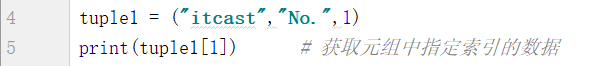 4 tuple1 = ("itcast","No.",1)
5 print(tuple1[1]) # 获取元组中指定索引的数据